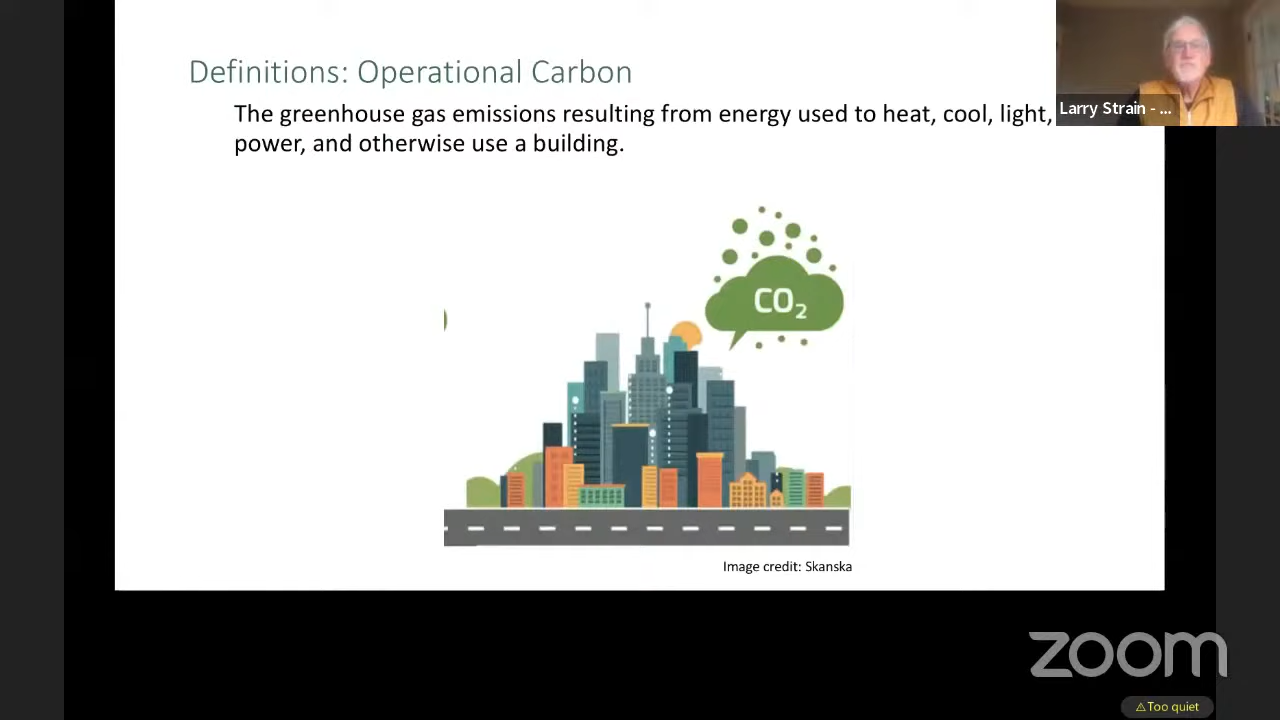 Definitions: Operational Carbon
The greenhouse gas emissions resulting from energy used to heat, cool, light,
power, and otherwise use a building.
Larry Strain - ...
CO₂
Image credit: Skanska
zoom
⚠Too quiet